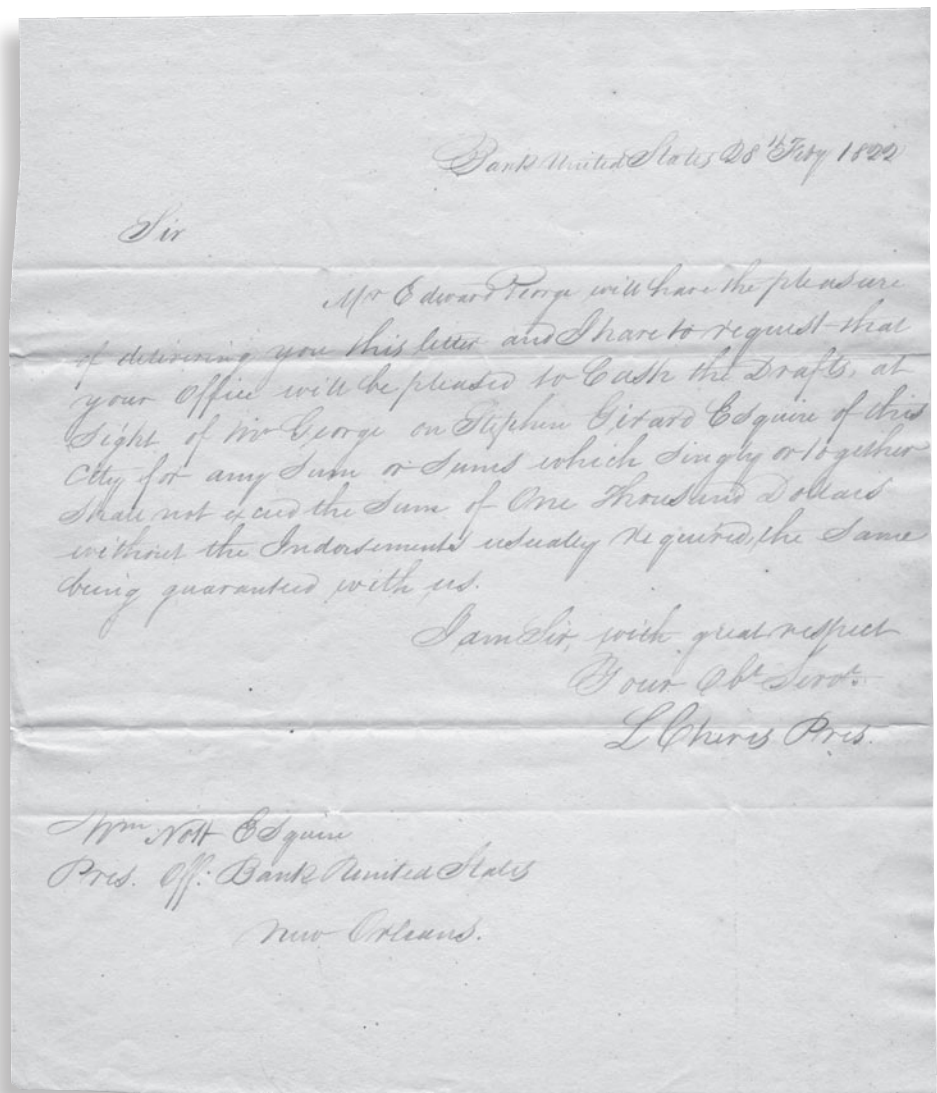 Bank United States 28th Feby 1822
Sir
Mr Edward George will have the pleasure
of delivering you this letter and I have to request that
your Office will be pleased to Cash the Drafts, at
Sight of Mr George on Stephen Girard Esquire of this
City for any Sum or Sums which singly or together
Shall not exceed the Sum of One Thousand Dollars
without the Indorsements usually required, the Same
being guaranteed with us.
I am Sir, with great respect
Your Obt Servt.
L Cheves Pres.
Wm Nott Esquire
Pres. Off: Bank United States
New Orleans.